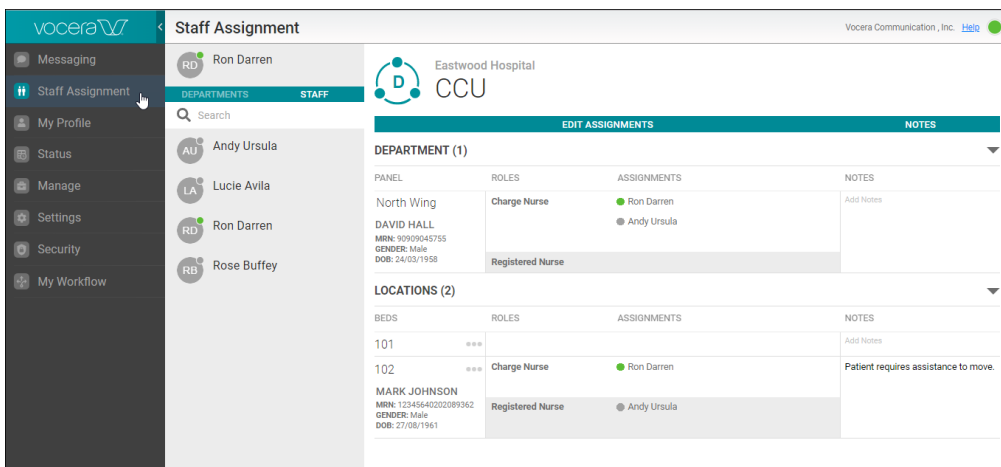 vocera
Staff Assignment
Vocera Communication , Inc. Help
Messaging
Staff Assignment
My Profile
Status
Manage
Settings
Security
My Workflow
RD Ron Darren
DEPARTMENTS STAFF
Search
AU Andy Ursula
LA Lucie Avila
RD Ron Darren
RB Rose Buffey
D
Eastwood Hospital
CCU
EDIT ASSIGNMENTS NOTES
DEPARTMENT (1)
PANEL ROLES ASSIGNMENTS NOTES
North Wing Charge Nurse Ron Darren Add Notes
Andy Ursula
DAVID HALL
MRN: 90909045755
GENDER: Male
DOB: 24/03/1958
Registered Nurse
LOCATIONS (2)
BEDS ROLES ASSIGNMENTS NOTES
101 Add Notes
102 Charge Nurse Ron Darren Patient requires assistance to move.
MARK JOHNSON
MRN: 12345640202089362
GENDER: Male
DOB: 27/08/1961
Registered Nurse Andy Ursula